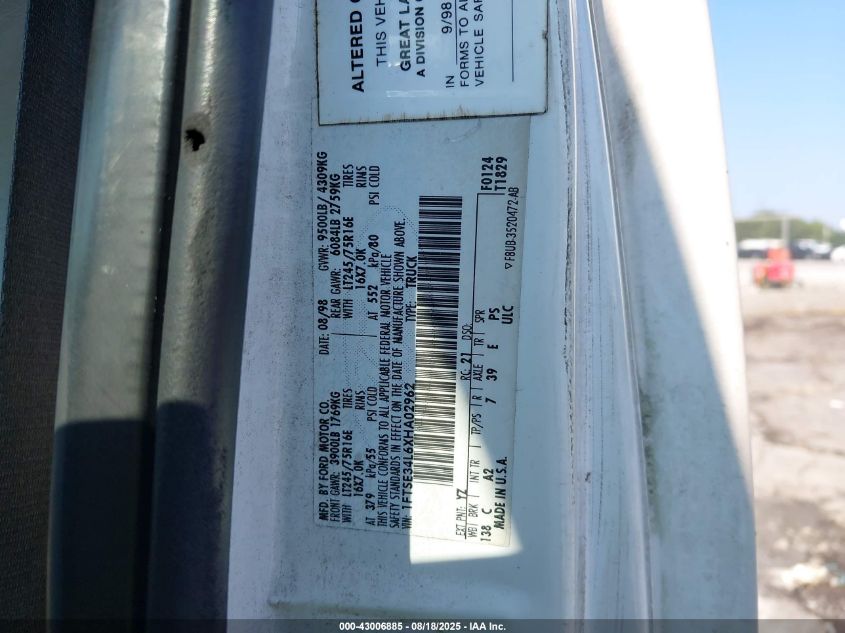 ALTERED
THIS VEH
GREAT LA
A DIVISION
IN 9/98
FORMS TO
VEHICLE SAF
MFD. BY FORD MOTOR CO.
DATE: 08/98 GVWR: 9500LB/ 4309KG
FRONT GAWR: 3900LB 1769KG REAR GAWR: 6084LB 2759KG
WITH LT245/75R16E TIRES WITH LT245/75R16E TIRES
16X7.0K RIMS 16X7.0K RIMS
AT 379 kPa/55 PSI COLD AT 552 kPa/80 PSI COLD
THIS VEHICLE CONFORMS TO ALL APPLICABLE FEDERAL MOTOR VEHICLE
SAFETY STANDARDS IN EFFECT ON THE DATE OF MANUFACTURE SHOWN ABOVE.
VIN: 1FTSE34L6XHA02962 TYPE: TRUCK
F0124
T1829
EXT PNT: YZ RC: 21 DSO:
WB BRK INT TR TP/PS R AXLE TR SPR
138 C A2 7 39 E PS
MADE IN U.S.A. ULC
▽ F8UB-3520472-AB
000-43006885 - 08/18/2025 - IAA Inc.